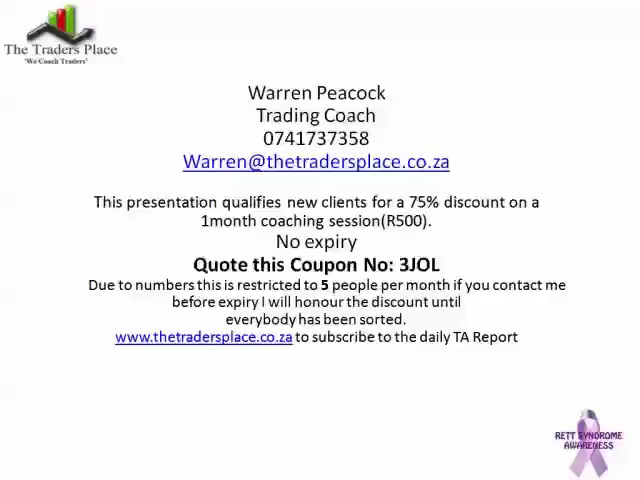 The Traders Place
"We Coach Traders"
Warren Peacock
Trading Coach
0741737358
Warren@thetradersplace.co.za
This presentation qualifies new clients for a 75% discount on a
1month coaching session(R500).
No expiry
Quote this Coupon No: 3JOL
Due to numbers this is restricted to 5 people per month if you contact me
before expiry I will honour the discount until
everybody has been sorted.
www.thetradersplace.co.za to subscribe to the daily TA Report
RETT SYNDROME
AWARENESS